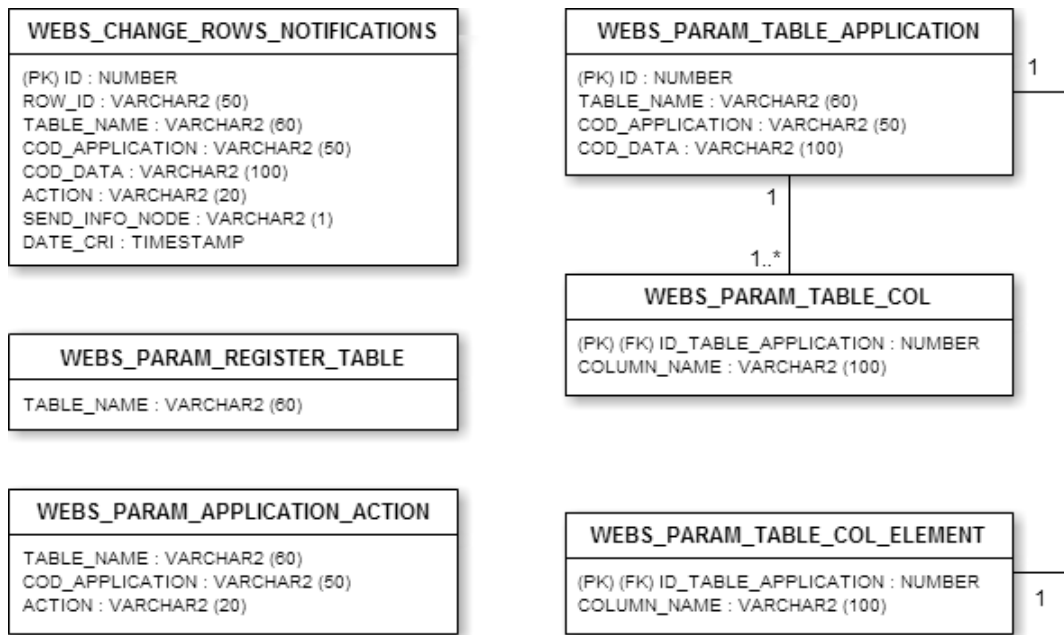 WEBS_CHANGE_ROWS_NOTIFICATIONS
(PK) ID : NUMBER
ROW_ID : VARCHAR2 (50)
TABLE_NAME : VARCHAR2 (60)
COD_APPLICATION : VARCHAR2 (50)
COD_DATA : VARCHAR2 (100)
ACTION : VARCHAR2 (20)
SEND_INFO_NODE : VARCHAR2 (1)
DATE_CRI : TIMESTAMP
WEBS_PARAM_REGISTER_TABLE
TABLE_NAME : VARCHAR2 (60)
WEBS_PARAM_APPLICATION_ACTION
TABLE_NAME : VARCHAR2 (60)
COD_APPLICATION : VARCHAR2 (50)
ACTION : VARCHAR2 (20)
WEBS_PARAM_TABLE_APPLICATION
(PK) ID : NUMBER
TABLE_NAME : VARCHAR2 (60)
COD_APPLICATION : VARCHAR2 (50)
COD_DATA : VARCHAR2 (100)
1
1
1..*
WEBS_PARAM_TABLE_COL
(PK) (FK) ID_TABLE_APPLICATION : NUMBER
COLUMN_NAME : VARCHAR2 (100)
WEBS_PARAM_TABLE_COL_ELEMENT
(PK) (FK) ID_TABLE_APPLICATION : NUMBER
COLUMN_NAME : VARCHAR2 (100)
1